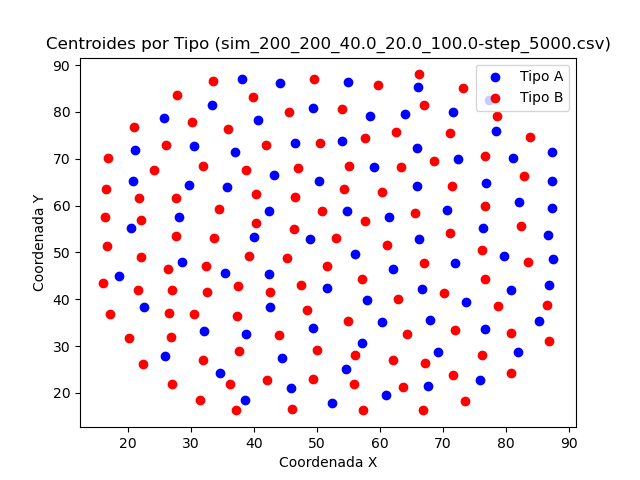 Centroides por Tipo (sim_200_200_40.0_20.0_100.0-step_5000.csv)
Tipo A
Tipo B
90
80
70
60
50
40
30
20
Coordenada Y
20 30 40 50 60 70 80 90
Coordenada X